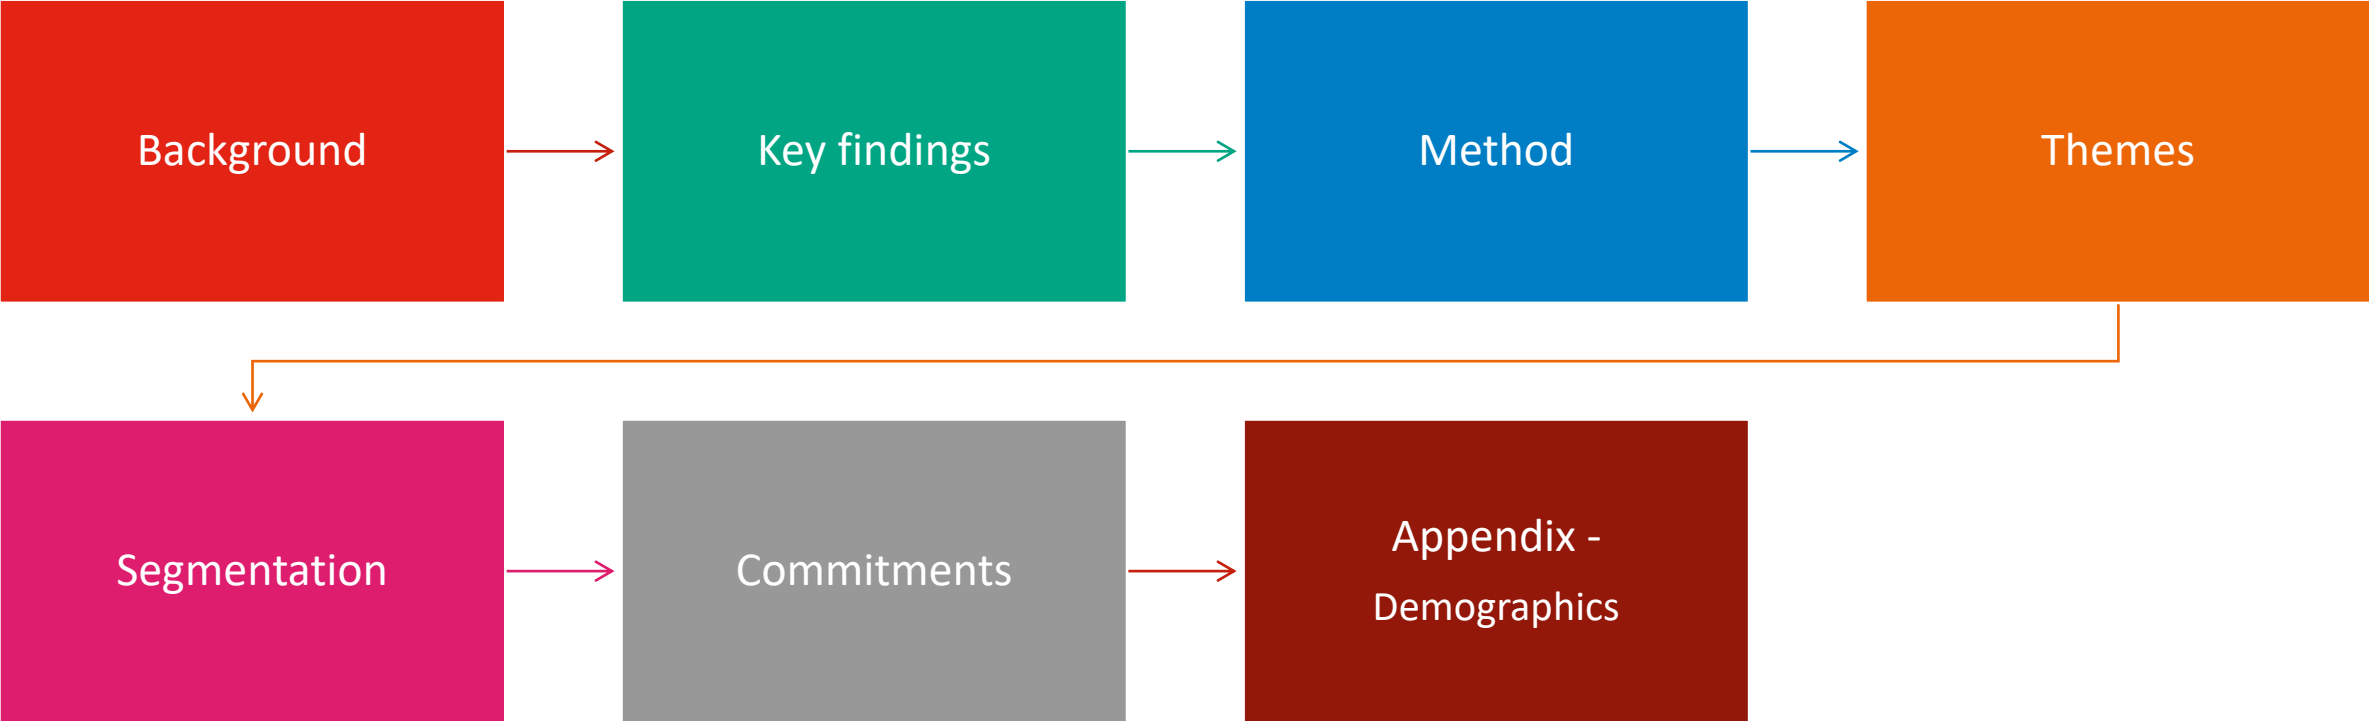 Background
Key findings
Method
Themes
Segmentation
Commitments
Appendix -
Demographics